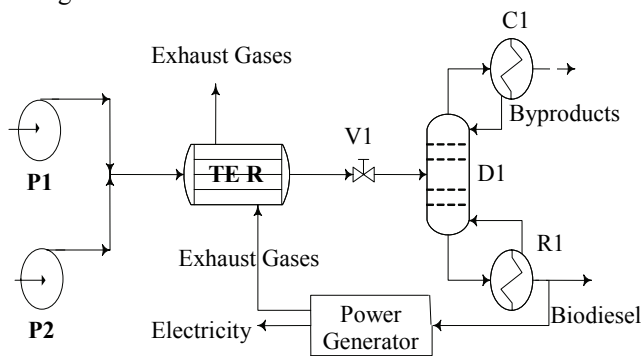 C1
Exhaust Gases
Byproducts
V1
P1
TE R
D1
R1
Exhaust Gases
P2
Electricity
Power
Generator
Biodiesel